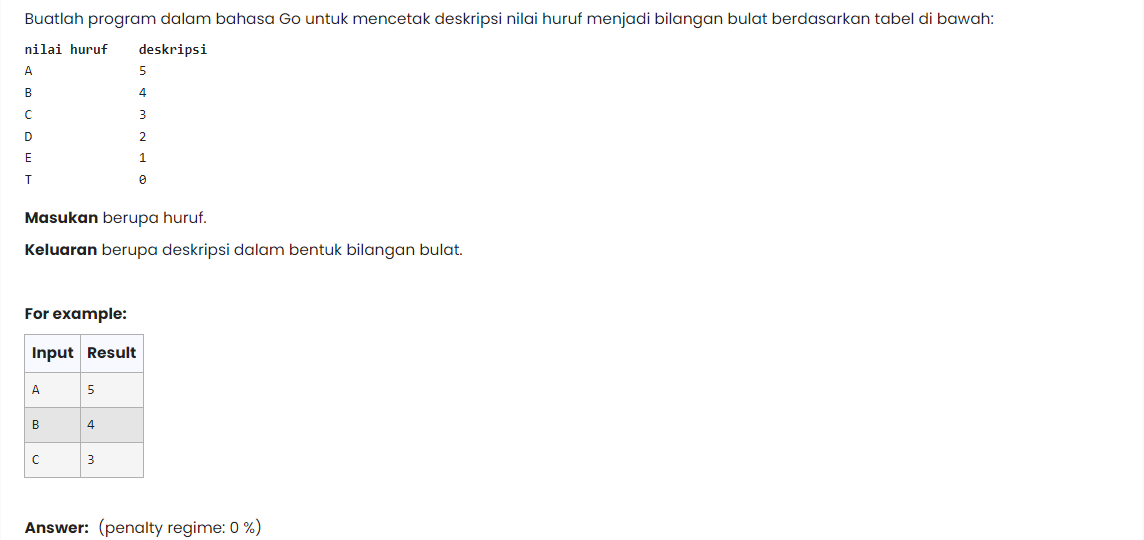 Buatlah program dalam bahasa Go untuk mencetak deskripsi nilai huruf menjadi bilangan bulat berdasarkan tabel di bawah:
nilai huruf deskripsi
A 5
B 4
C 3
D 2
E 1
T 0
Masukan berupa huruf.
Keluaran berupa deskripsi dalam bentuk bilangan bulat.
For example:
Input Result
A 5
B 4
C 3
Answer: (penalty regime: 0 %)